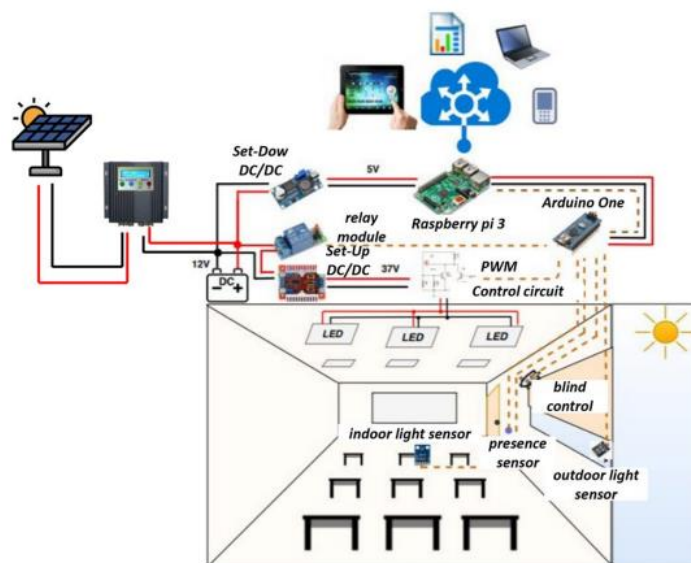 Set-Dow
DC/DC
5V
Raspberry pi 3
Arduino One
relay
module
Set-Up
DC/DC
12V
DC
- +
37V
PWM
Control circuit
LED
LED
LED
blind
control
indoor light sensor
presence
sensor
outdoor light
sensor